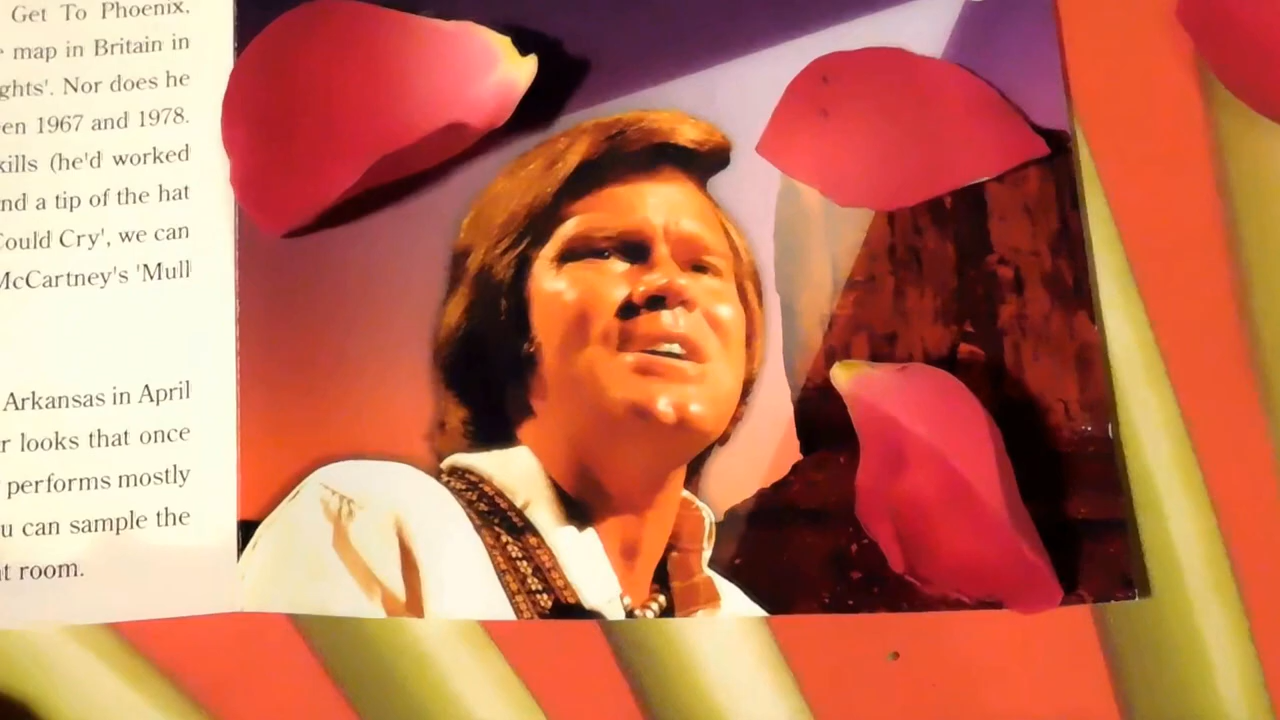 Get To Phoenix,
map in Britain in
ghts'. Nor does he
en 1967 and 1978.
kills (he'd worked
nd a tip of the hat
Could Cry', we can
McCartney's 'Mull
Arkansas in April
r looks that once
performs mostly
u can sample the
t room.